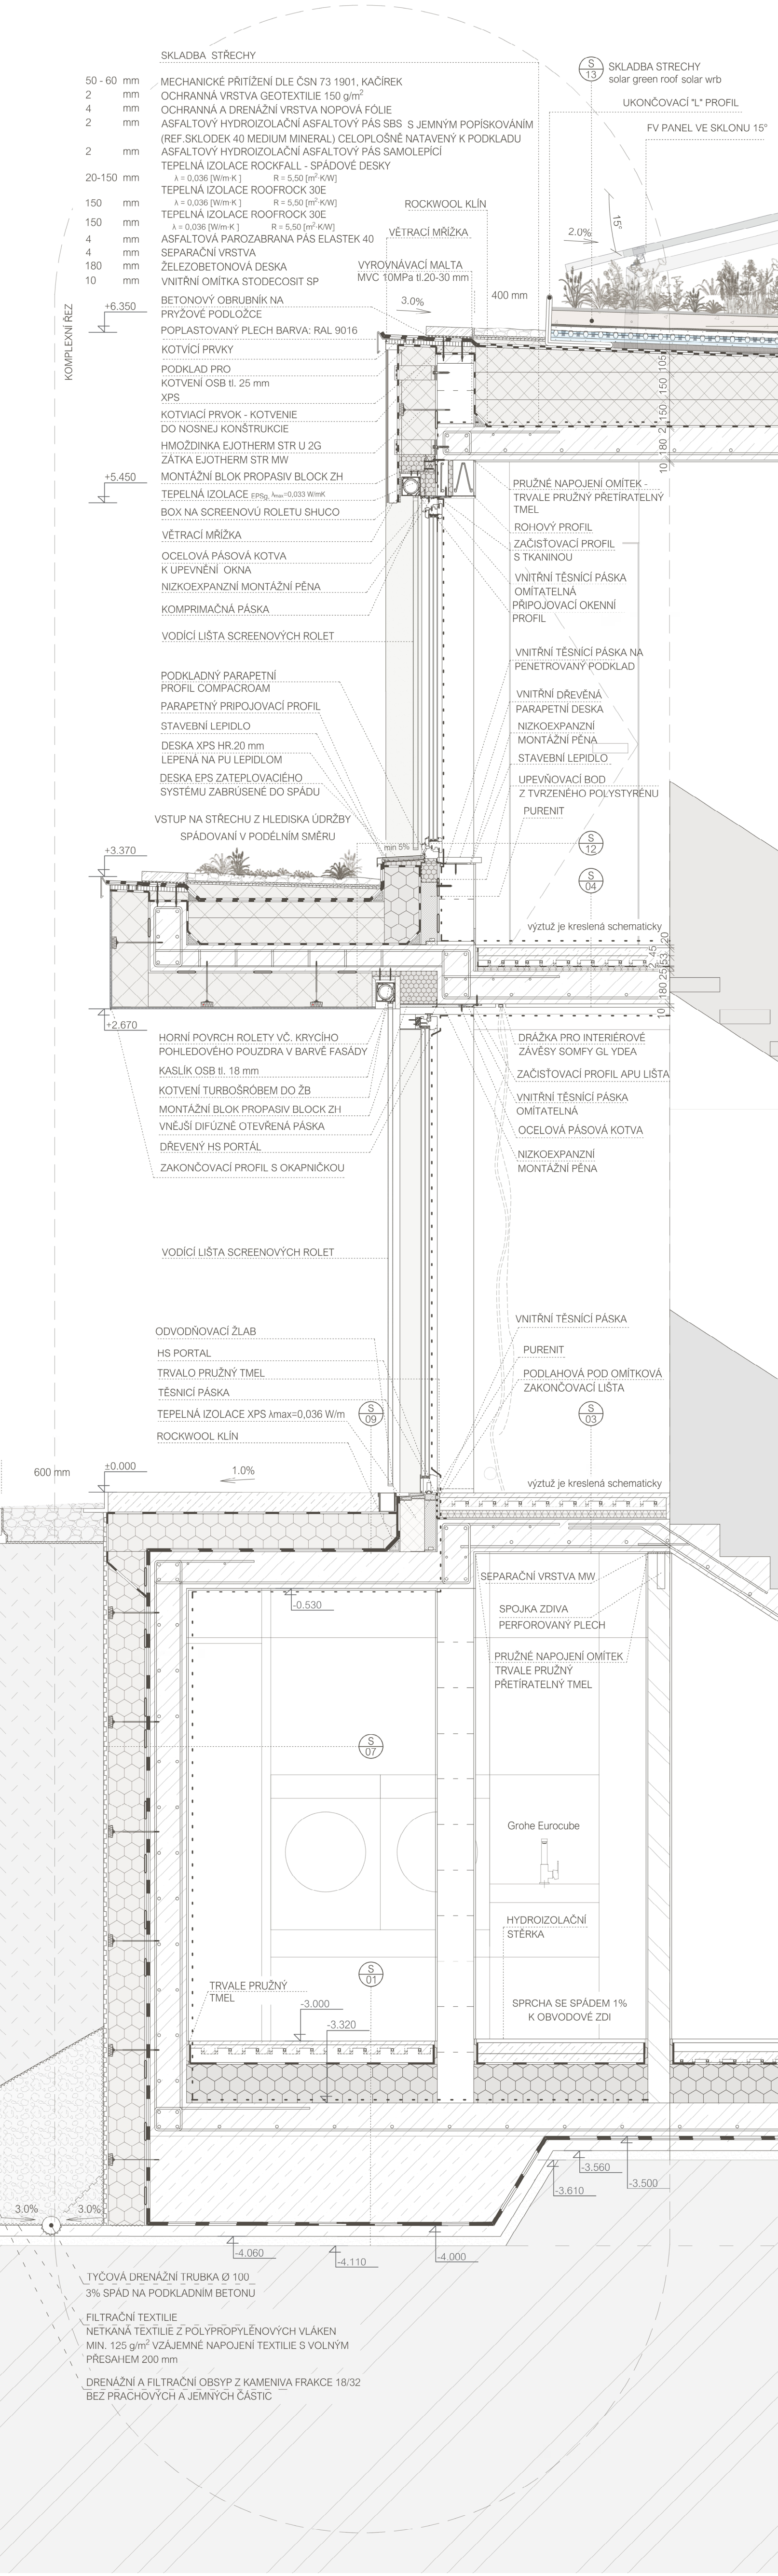 SKLADBA STŘECHY
50 - 60 mm MECHANICKÉ PŘITÍŽENÍ DLE ČSN 73 1901, KAČÍREK
2 mm OCHRANNÁ VRSTVA GEOTEXTILIE 150 g/m²
4 mm OCHRANNÁ A DRENÁŽNÍ VRSTVA NOPOVÁ FÓLIE
2 mm ASFALTOVÝ HYDROIZOLAČNÍ ASFALTOVÝ PÁS SBS S JEMNÝM POPÍSKOVÁNÍM
(REF.SKLODEK 40 MEDIUM MINERAL) CELOPLOŠNĚ NATAVENÝ K PODKLADU
2 mm ASFALTOVÝ HYDROIZOLAČNÍ ASFALTOVÝ PÁS SAMOLEPÍCÍ
TEPELNÁ IZOLACE ROCKFALL - SPÁDOVÉ DESKY
20-150 mm λ = 0,036 [W/m·K ] R = 5,50 [m²·K/W]
TEPELNÁ IZOLACE ROOFROCK 30E
150 mm λ = 0,036 [W/m·K ] R = 5,50 [m²·K/W]
TEPELNÁ IZOLACE ROOFROCK 30E
150 mm λ = 0,036 [W/m·K ] R = 5,50 [m²·K/W]
4 mm ASFALTOVÁ PAROZABRANA PÁS ELASTEK 40
4 mm SEPARAČNÍ VRSTVA
180 mm ŽELEZOBETONOVÁ DESKA
10 mm VNITŘNÍ OMÍTKA STODECOSIT SP
S
13
SKLADBA STRECHY
solar green roof solar wrb
UKONČOVACÍ "L" PROFIL
FV PANEL VE SKLONU 15°
ROCKWOOL KLÍN
VĚTRACÍ MŘÍŽKA
VYROVNÁVACÍ MALTA
MVC 10MPa tl.20-30 mm
400 mm
2.0%
15°
3.0%
KOMPLEXNÍ ŘEZ
+6.350
BETONOVÝ OBRUBNÍK NA
PRYŽOVÉ PODLOŽCE
POPLASTOVANÝ PLECH BARVA: RAL 9016
KOTVÍCÍ PRVKY
PODKLAD PRO
KOTVENÍ OSB tl. 25 mm
XPS
KOTVIACÍ PRVOK - KOTVENIE
DO NOSNEJ KONŠTRUKCIE
HMOŽDINKA EJOTHERM STR U 2G
ZÁTKA EJOTHERM STR MW
+5.450
MONTÁŽNÍ BLOK PROPASIV BLOCK ZH
TEPELNÁ IZOLACE EPSg, λmax=0,033 W/mK
BOX NA SCREENOVÚ ROLETU SHUCO
VĚTRACÍ MŘÍŽKA
OCELOVÁ PÁSOVÁ KOTVA
K UPEVNĚNÍ OKNA
NIZKOEXPANZNÍ MONTÁŽNÍ PĚNA
KOMPRIMAČNÁ PÁSKA
VODÍCÍ LIŠTA SCREENOVÝCH ROLET
10 180 2 150 150 105
PRUŽNÉ NAPOJENÍ OMÍTEK -
TRVALE PRUŽNÝ PŘETÍRATELNÝ
TMEL
ROHOVÝ PROFIL
ZAČISŤOVACÍ PROFIL
S TKANINOU
VNITŘNÍ TĚSNÍCÍ PÁSKA
OMÍTATELNÁ
PŘIPOJOVACÍ OKENNÍ
PROFIL
VNITŘNÍ TĚSNÍCÍ PÁSKA NA
PENETROVANÝ PODKLAD
VNITŘNÍ DŘEVĚNÁ
PARAPETNÍ DESKA
NIZKOEXPANZNÍ
MONTÁŽNÍ PĚNA
STAVEBNÍ LEPIDLO
UPEVŇOVACÍ BOD
Z TVRZENÉHO POLYSTYRÉNU
PURENIT
PODKLADNÝ PARAPETNÍ
PROFIL COMPACROAM
PARAPETNÝ PRIPOJOVACÍ PROFIL
STAVEBNÍ LEPIDLO
DESKA XPS HR.20 mm
LEPENÁ NA PU LEPIDLOM
DESKA EPS ZATEPLOVACIÉHO
SYSTÉMU ZABRÚSENÉ DO SPÁDU
VSTUP NA STŘECHU Z HLEDISKA ÚDRŽBY
SPÁDOVANÍ V PODÉLNÍM SMĚRU
min 5%
+3.370
S
12
S
04
výztuž je kreslená schematicky
10 180 25 53 2 45 20
+2.670
HORNÍ POVRCH ROLETY VČ. KRYCÍHO
POHLEDOVÉHO POUZDRA V BARVĚ FASÁDY
KASLÍK OSB tl. 18 mm
KOTVENÍ TURBOŠRÓBEM DO ŽB
MONTÁŽNÍ BLOK PROPASIV BLOCK ZH
VNĚJŠÍ DIFÚZNĚ OTEVŘENÁ PÁSKA
DŘEVENÝ HS PORTÁL
ZAKONČOVACÍ PROFIL S OKAPNIČKOU
DRÁŽKA PRO INTERIÉROVÉ
ZÁVĚSY SOMFY GL YDEA
ZAČISŤOVACÍ PROFIL APU LIŠTA
VNITŘNÍ TĚSNÍCÍ PÁSKA
OMÍTATELNÁ
OCELOVÁ PÁSOVÁ KOTVA
NIZKOEXPANZNÍ
MONTÁŽNÍ PĚNA
VODÍCÍ LIŠTA SCREENOVÝCH ROLET
ODVODŇOVACÍ ŽLAB
HS PORTAL
TRVALO PRUŽNÝ TMEL
TĚSNICÍ PÁSKA
TEPELNÁ IZOLACE XPS λmax=0,036 W/m
ROCKWOOL KLÍN
S
09
VNITŘNÍ TĚSNÍCÍ PÁSKA
PURENIT
PODLAHOVÁ POD OMÍTKOVÁ
ZAKONČOVACÍ LIŠTA
S
03
600 mm
±0.000
1.0%
výztuž je kreslená schematicky
-0.530
SEPARAČNÍ VRSTVA MW
SPOJKA ZDIVA
PERFOROVANÝ PLECH
PRUŽNÉ NAPOJENÍ OMÍTEK
TRVALE PRUŽNÝ
PŘETÍRATELNÝ TMEL
S
07
Grohe Eurocube
HYDROIZOLAČNÍ
STĚRKA
S
01
TRVALE PRUŽNÝ
TMEL
-3.000
-3.320
SPRCHA SE SPÁDEM 1%
K OBVODOVÉ ZDI
3.0% 3.0%
-3.560
-3.500
-3.610
-4.060
-4.110
-4.000
TYČOVÁ DRENÁŽNÍ TRUBKA Ø 100
3% SPÁD NA PODKLADNÍM BETONU
FILTRAČNÍ TEXTILIE
NETKANÁ TEXTILIE Z POLYPROPYLÉNOVÝCH VLÁKEN
MIN. 125 g/m² VZÁJEMNÉ NAPOJENÍ TEXTILIE S VOLNÝM
PŘESAHEM 200 mm
DRENÁŽNÍ A FILTRAČNÍ OBSYP Z KAMENIVA FRAKCE 18/32
BEZ PRACHOVÝCH A JEMNÝCH ČÁSTIC